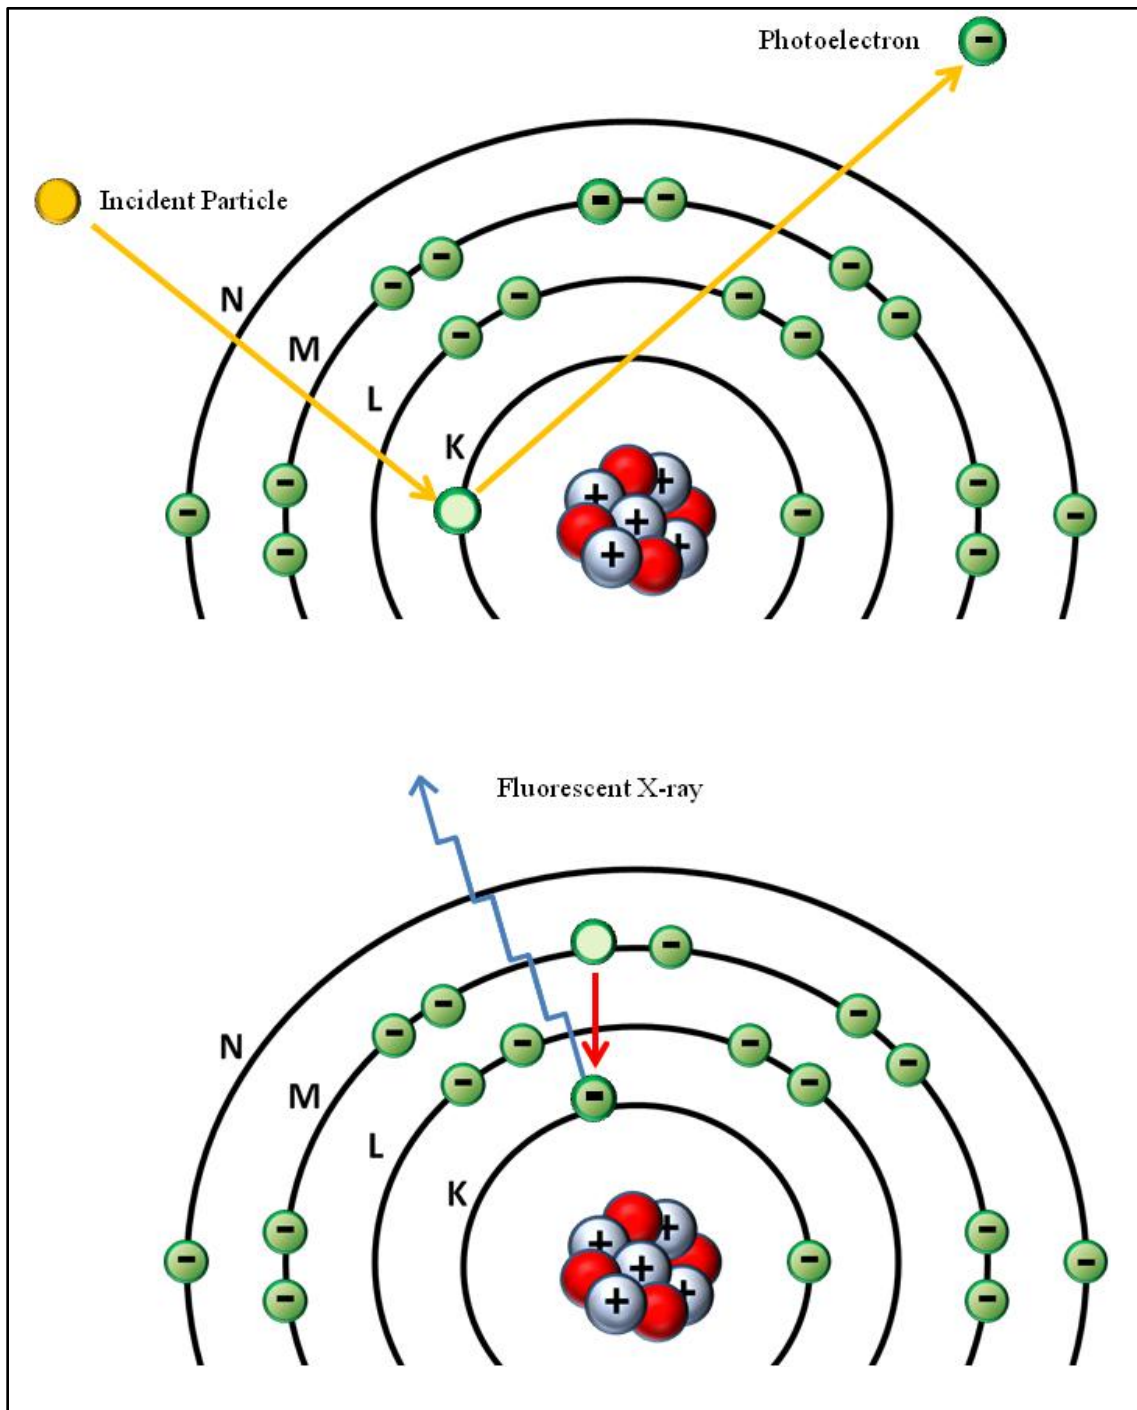 Photoelectron
Incident Particle
N
M
L
K
Fluorescent X-ray
N
M
L
K